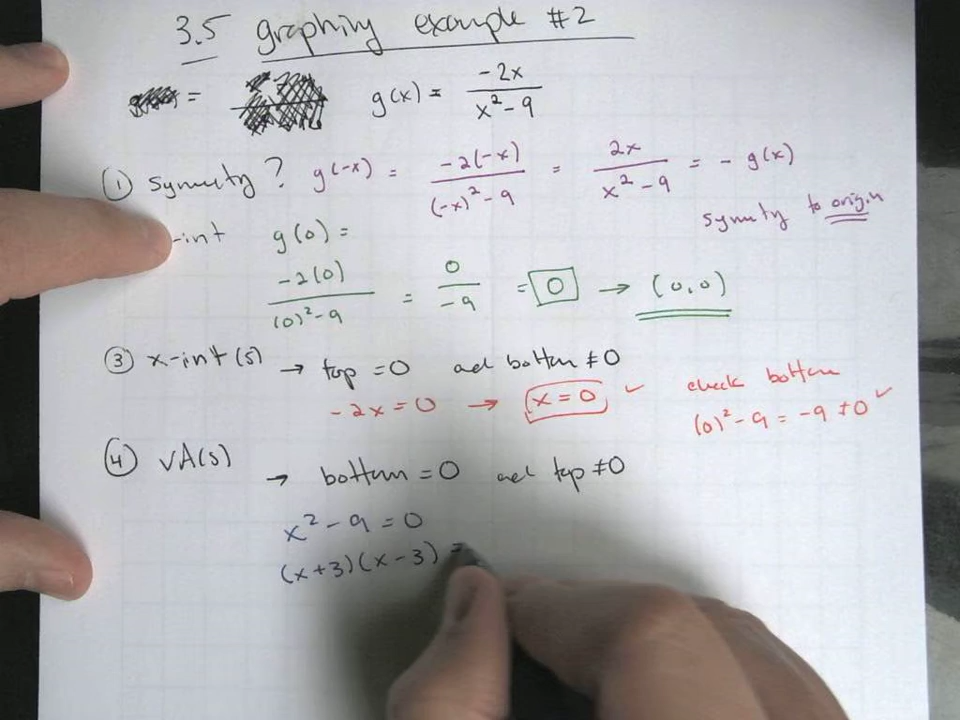 3.5 graphing example #2
= g(x) = -2x / x² - 9
① symmetry? g(-x) = -2(-x) / (-x)² - 9 = 2x / x² - 9 = - g(x)
symmetry to origin
-int g(0) =
-2(0) / (0)² - 9 = 0 / -9 = 0 → (0,0)
③ x-int(s) → top = 0 and bottom ≠ 0
-2x = 0 → x = 0 ✓ check bottom
(0)² - 9 = -9 ≠ 0 ✓
④ VA(s) → bottom = 0 and top ≠ 0
x² - 9 = 0
(x+3)(x-3) =